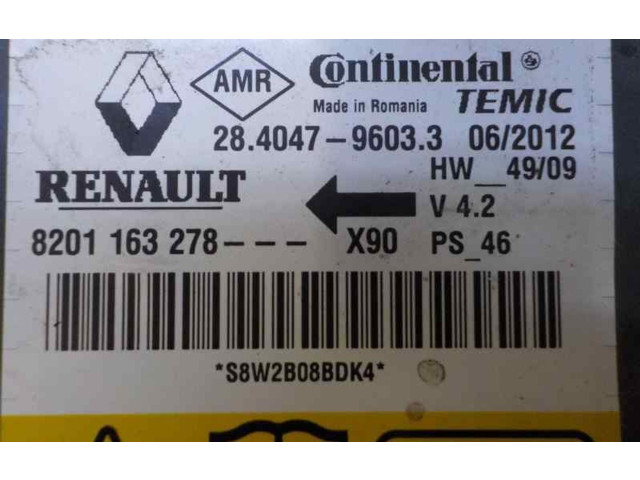 AMR Continental
Made in Romania TEMIC
28.4047-9603.3 06/2012
HW__49/09
RENAULT
V 4.2
8201 163 278--- X90 PS_46
*S8W2B08BDK4*